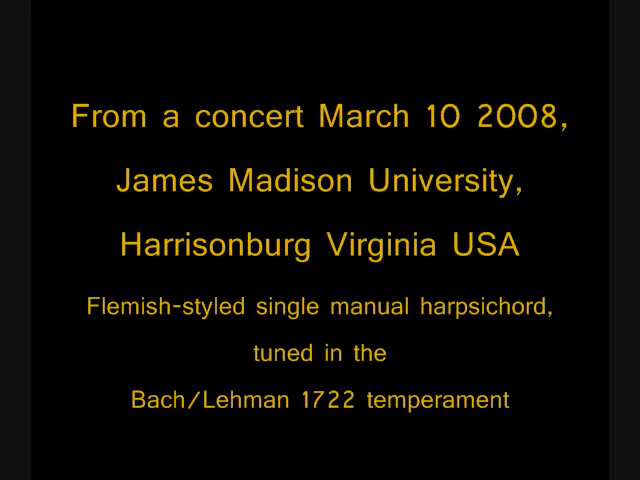 From a concert March 10 2008,
James Madison University,
Harrisonburg Virginia USA
Flemish-styled single manual harpsichord,
tuned in the
Bach/Lehman 1722 temperament